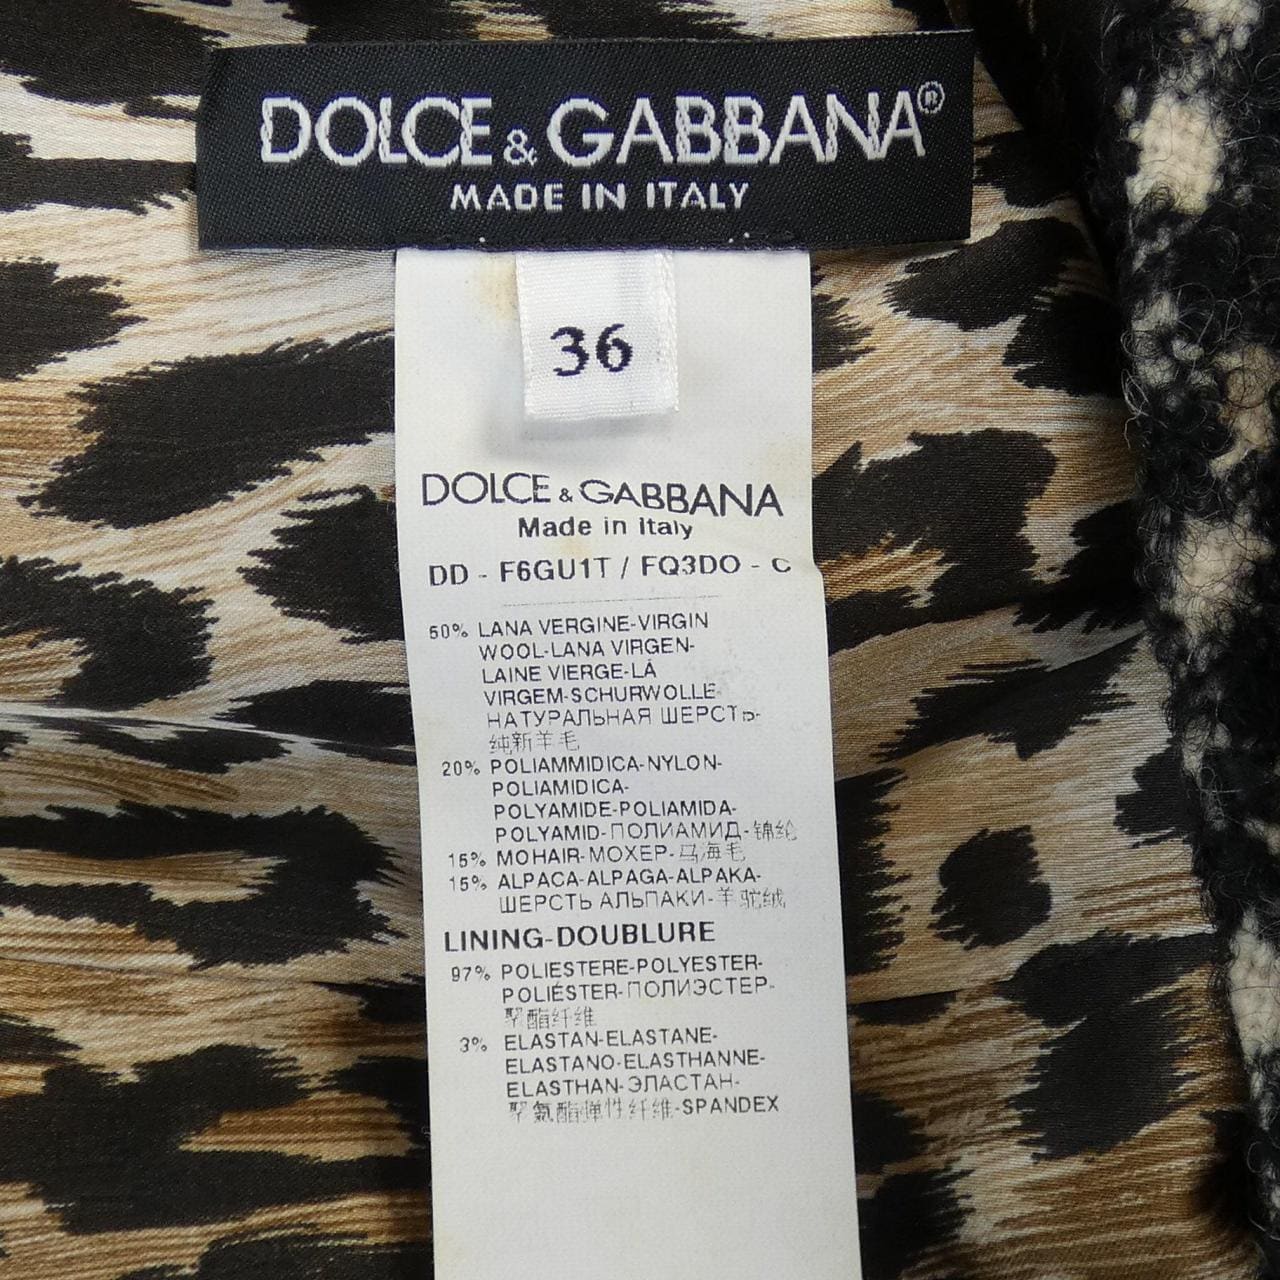 DOLCE & GABBANA®
MADE IN ITALY
36
DOLCE & GABBANA
Made in Italy
DD - F6GU1T / FQ3DO - C
50% LANA VERGINE-VIRGIN
WOOL-LANA VIRGEN-
LAINE VIERGE-LÁ
VIRGEM-SCHURWOLLE-
НАТУРАЛЬНАЯ ШЕРСТЬ-
纯新羊毛
20% POLIAMMIDICA-NYLON-
POLIAMIDICA-
POLYAMIDE-POLIAMIDA-
POLYAMID-ПОЛИАМИД-锦纶
15% MOHAIR-МОХЕР-马海毛
15% ALPACA-ALPAGA-ALPAKA-
ШЕРСТЬ АЛЬПАКИ-羊驼绒
LINING-DOUBLURE
97% POLIESTERE-POLYESTER-
POLIÉSTER-ПОЛИЭСТЕР-
聚酯纤维
3% ELASTAN-ELASTANE-
ELASTANO-ELASTHANNE-
ELASTHAN-ЭЛАСТАН-
聚氨酯弹性纤维-SPANDEX